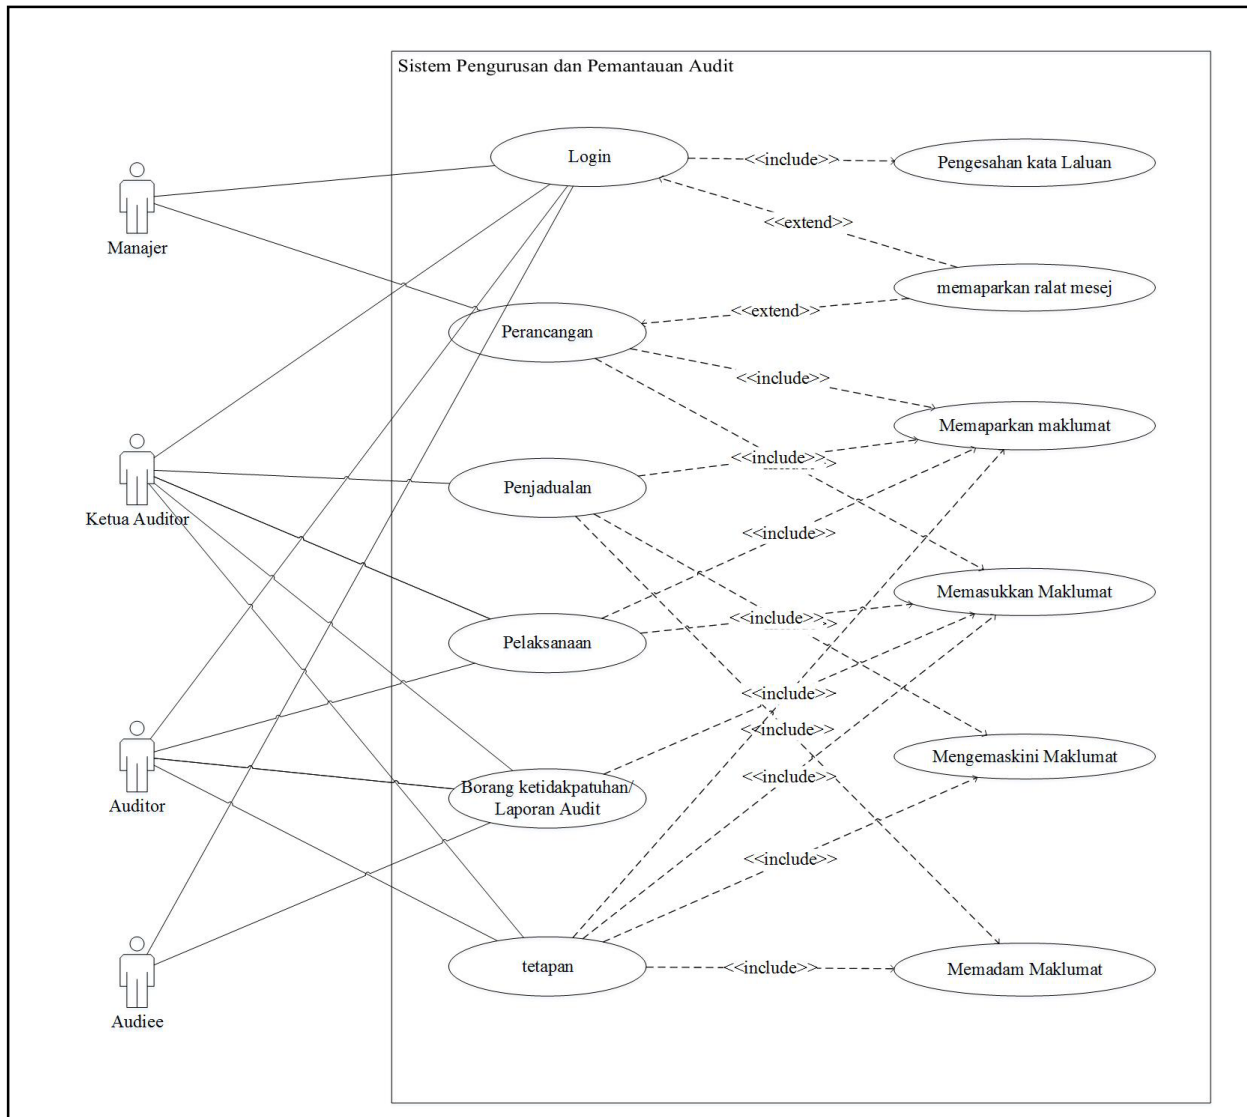 Sistem Pengurusan dan Pemantauan Audit
Login
<<include>>
Pengesahan kata Laluan
Manajer
<<extend>>
memaparkan ralat mesej
<<extend>>
Perancangan
<<include>>
Memaparkan maklumat
<<include>>
Penjadualan
Ketua Auditor
<<include>>
Memasukkan Maklumat
<<include>>
Pelaksanaan
<<include>>
<<include>>
Mengemaskini Maklumat
<<include>>
Borang ketidakpatuhan/
Laporan Audit
Auditor
<<include>>
tetapan
<<include>>
Memadam Maklumat
Audiee